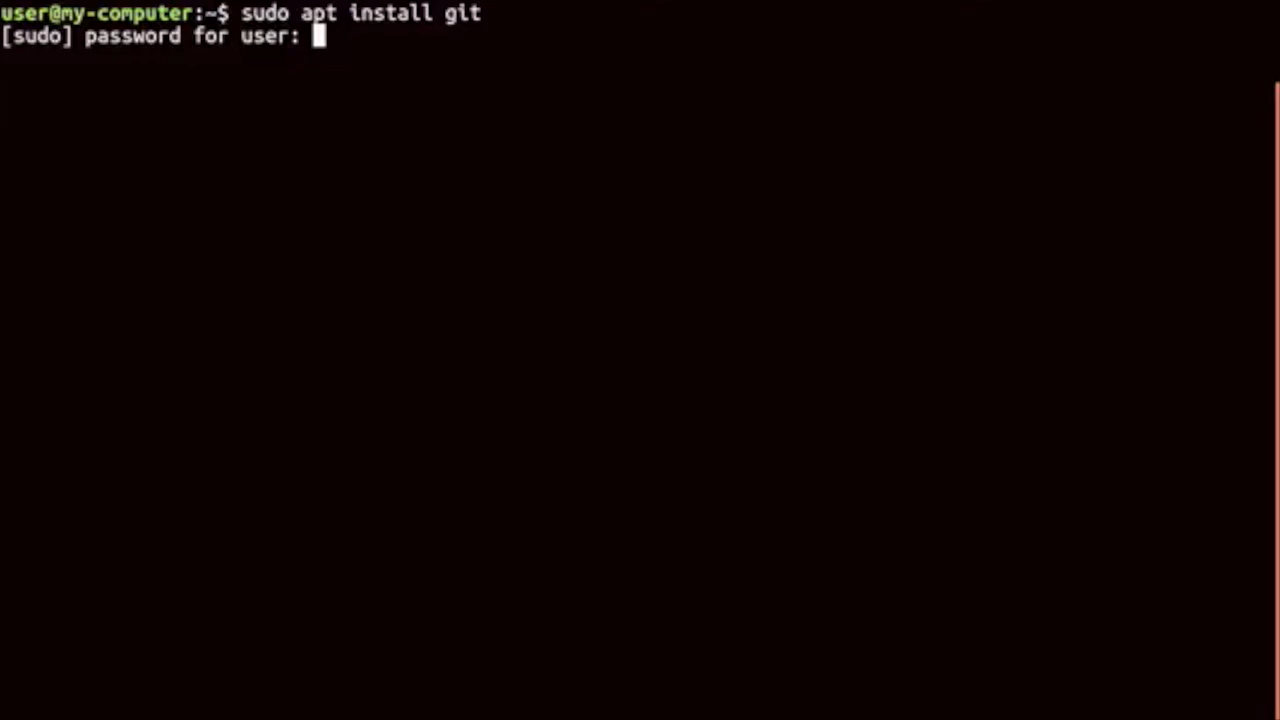 user@my-computer:~$ sudo apt install git
[sudo] password for user: